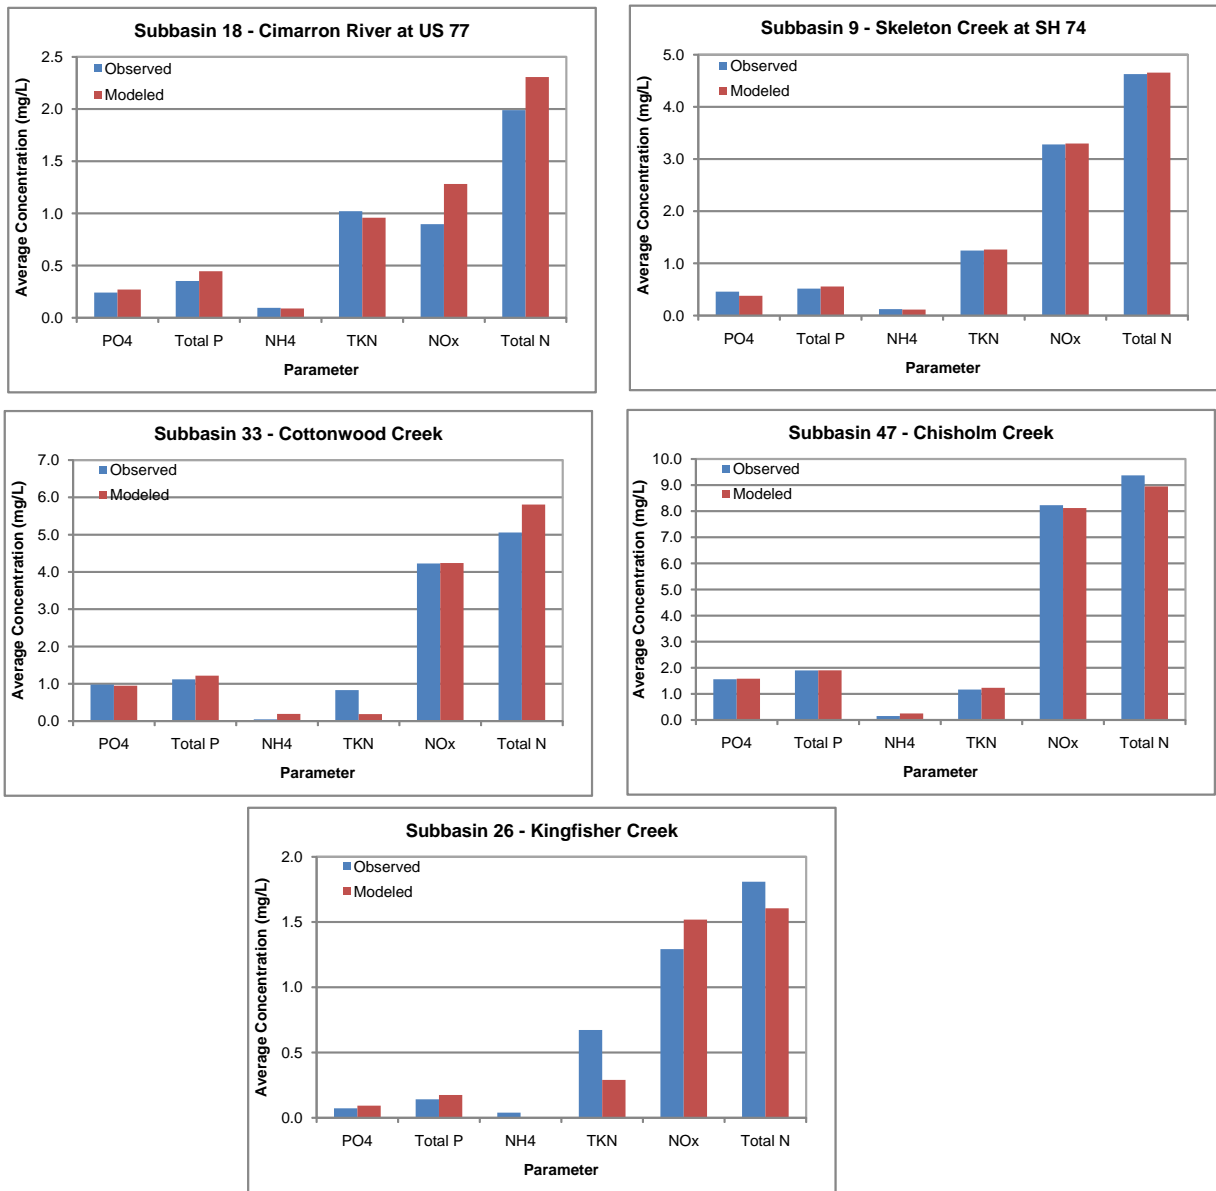 Subbasin 18 - Cimarron River at US 77
Average Concentration (mg/L)
2.5
2.0
1.5
1.0
0.5
0.0
Observed
Modeled
PO4 Total P NH4 TKN NOx Total N
Parameter
Subbasin 9 - Skeleton Creek at SH 74
Average Concentration (mg/L)
5.0
4.0
3.0
2.0
1.0
0.0
Observed
Modeled
PO4 Total P NH4 TKN NOx Total N
Parameter
Subbasin 33 - Cottonwood Creek
Average Concentration (mg/L)
7.0
6.0
5.0
4.0
3.0
2.0
1.0
0.0
Observed
Modeled
PO4 Total P NH4 TKN NOx Total N
Parameter
Subbasin 47 - Chisholm Creek
Average Concentration (mg/L)
10.0
9.0
8.0
7.0
6.0
5.0
4.0
3.0
2.0
1.0
0.0
Observed
Modeled
PO4 Total P NH4 TKN NOx Total N
Parameter
Subbasin 26 - Kingfisher Creek
Average Concentration (mg/L)
2.0
1.5
1.0
0.5
0.0
Observed
Modeled
PO4 Total P NH4 TKN NOx Total N
Parameter